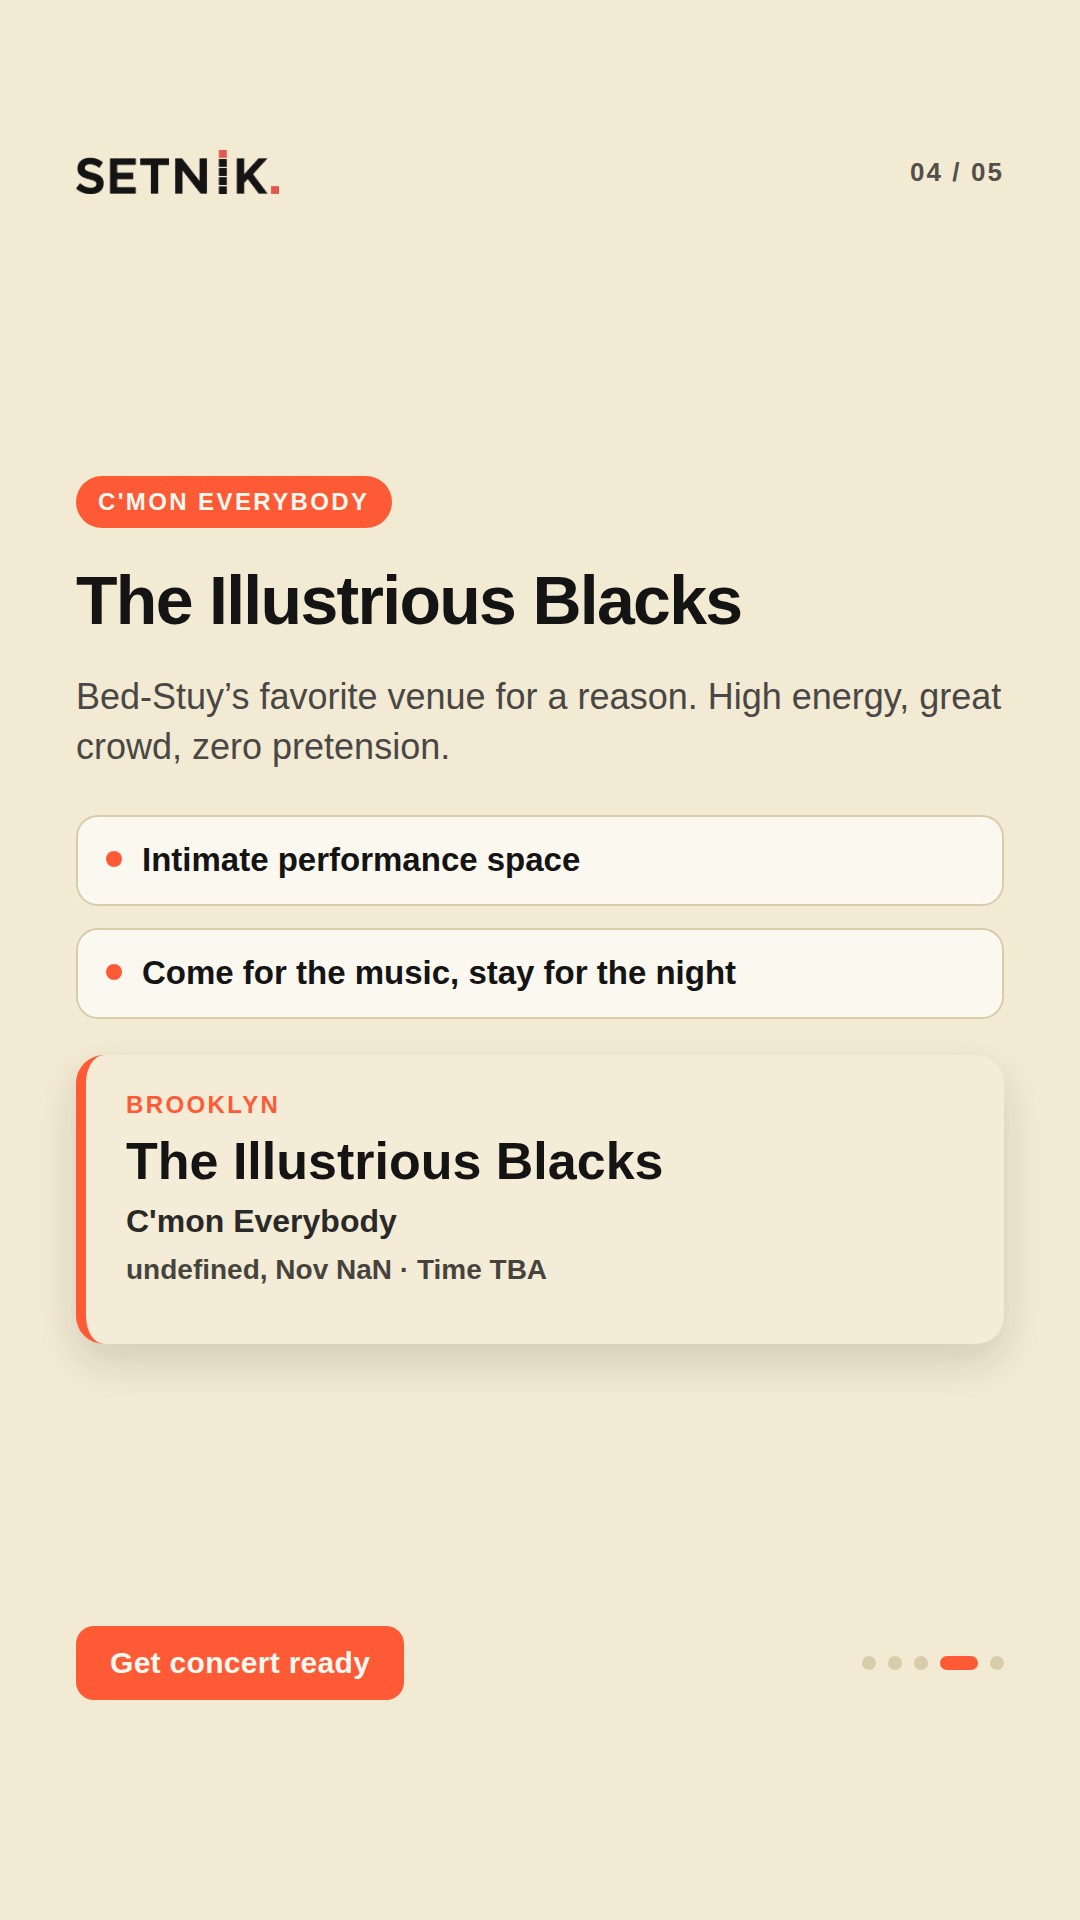 SETNIK.
04 / 05
C'MON EVERYBODY
The Illustrious Blacks
Bed-Stuy’s favorite venue for a reason. High energy, great
crowd, zero pretension.
Intimate performance space
Come for the music, stay for the night
BROOKLYN
The Illustrious Blacks
C'mon Everybody
undefined, Nov NaN · Time TBA
Get concert ready